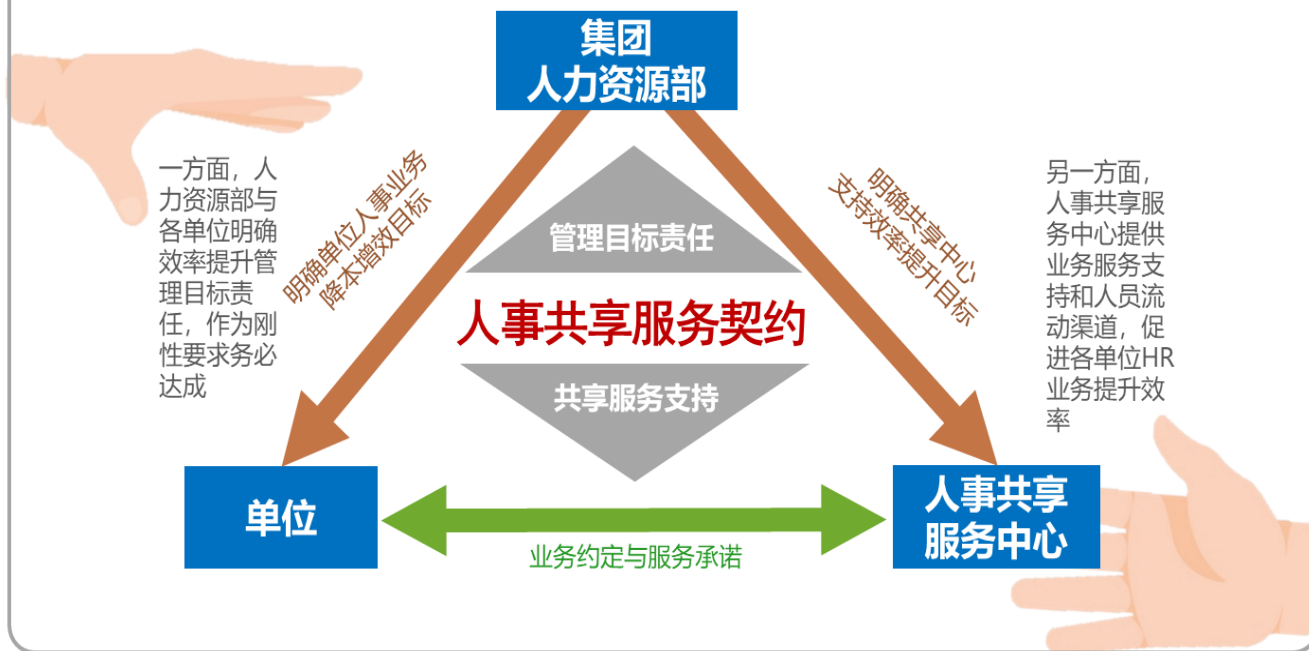 集团
人力资源部
一方面，人
力资源部与
各单位明确
效率提升管
理目标责
任，作为刚
性要求务必
达成
明确单位人事业务
降本增效目标
管理目标责任
人事共享服务契约
共享服务支持
明确共享中心
支持效率提升目标
另一方面，
人事共享服
务中心提供
业务服务支
持和人员流
动渠道，促
进各单位HR
业务提升效
率
单位
业务约定与服务承诺
人事共享
服务中心